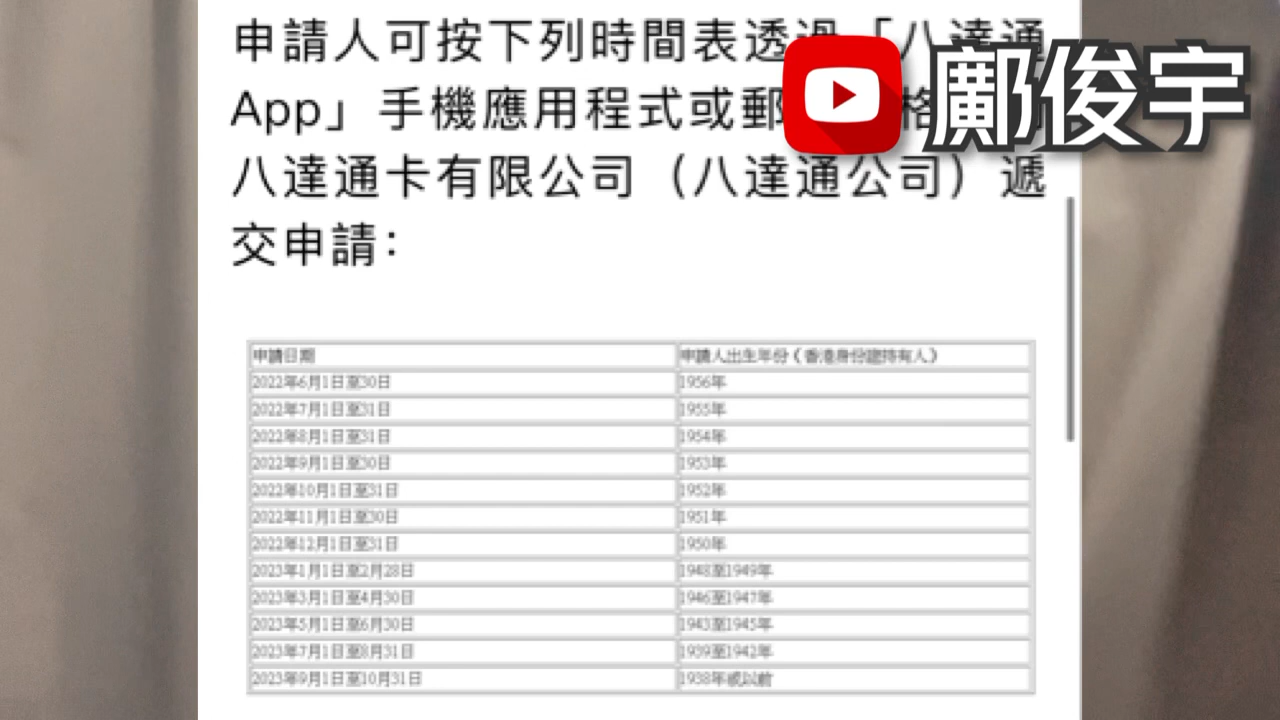 申請人可按下列時間表透過「八達通
App」手機應用程式或郵
格
八達通卡有限公司（八達通公司）遞
交申請：
鄺俊宇
申請日期 申請人出生年份（香港身份證持有人）
2022年6月1日至30日 1956年
2022年7月1日至31日 1955年
2022年8月1日至31日 1954年
2022年9月1日至30日 1953年
2022年10月1日至31日 1952年
2022年11月1日至30日 1951年
2022年12月1日至31日 1950年
2023年1月1日至2月28日 1948至1949年
2023年3月1日至4月30日 1946至1947年
2023年5月1日至6月30日 1943至1945年
2023年7月1日至8月31日 1939至1942年
2023年9月1日至10月31日 1938年或以前